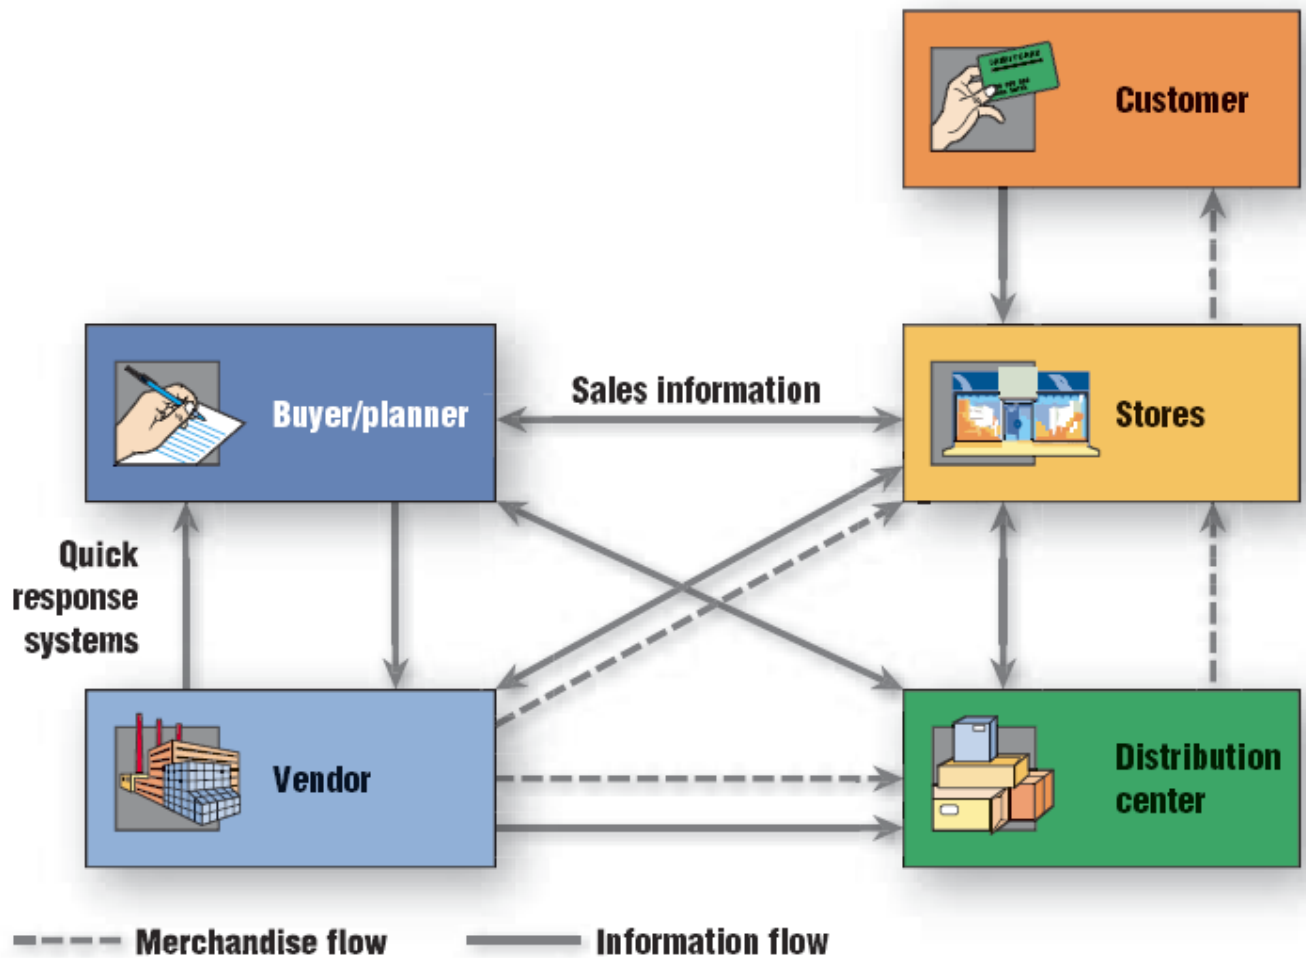 Customer
Sales information
Buyer/planner
Stores
Quick
response
systems
Vendor
Distribution
center
Merchandise flow
Information flow